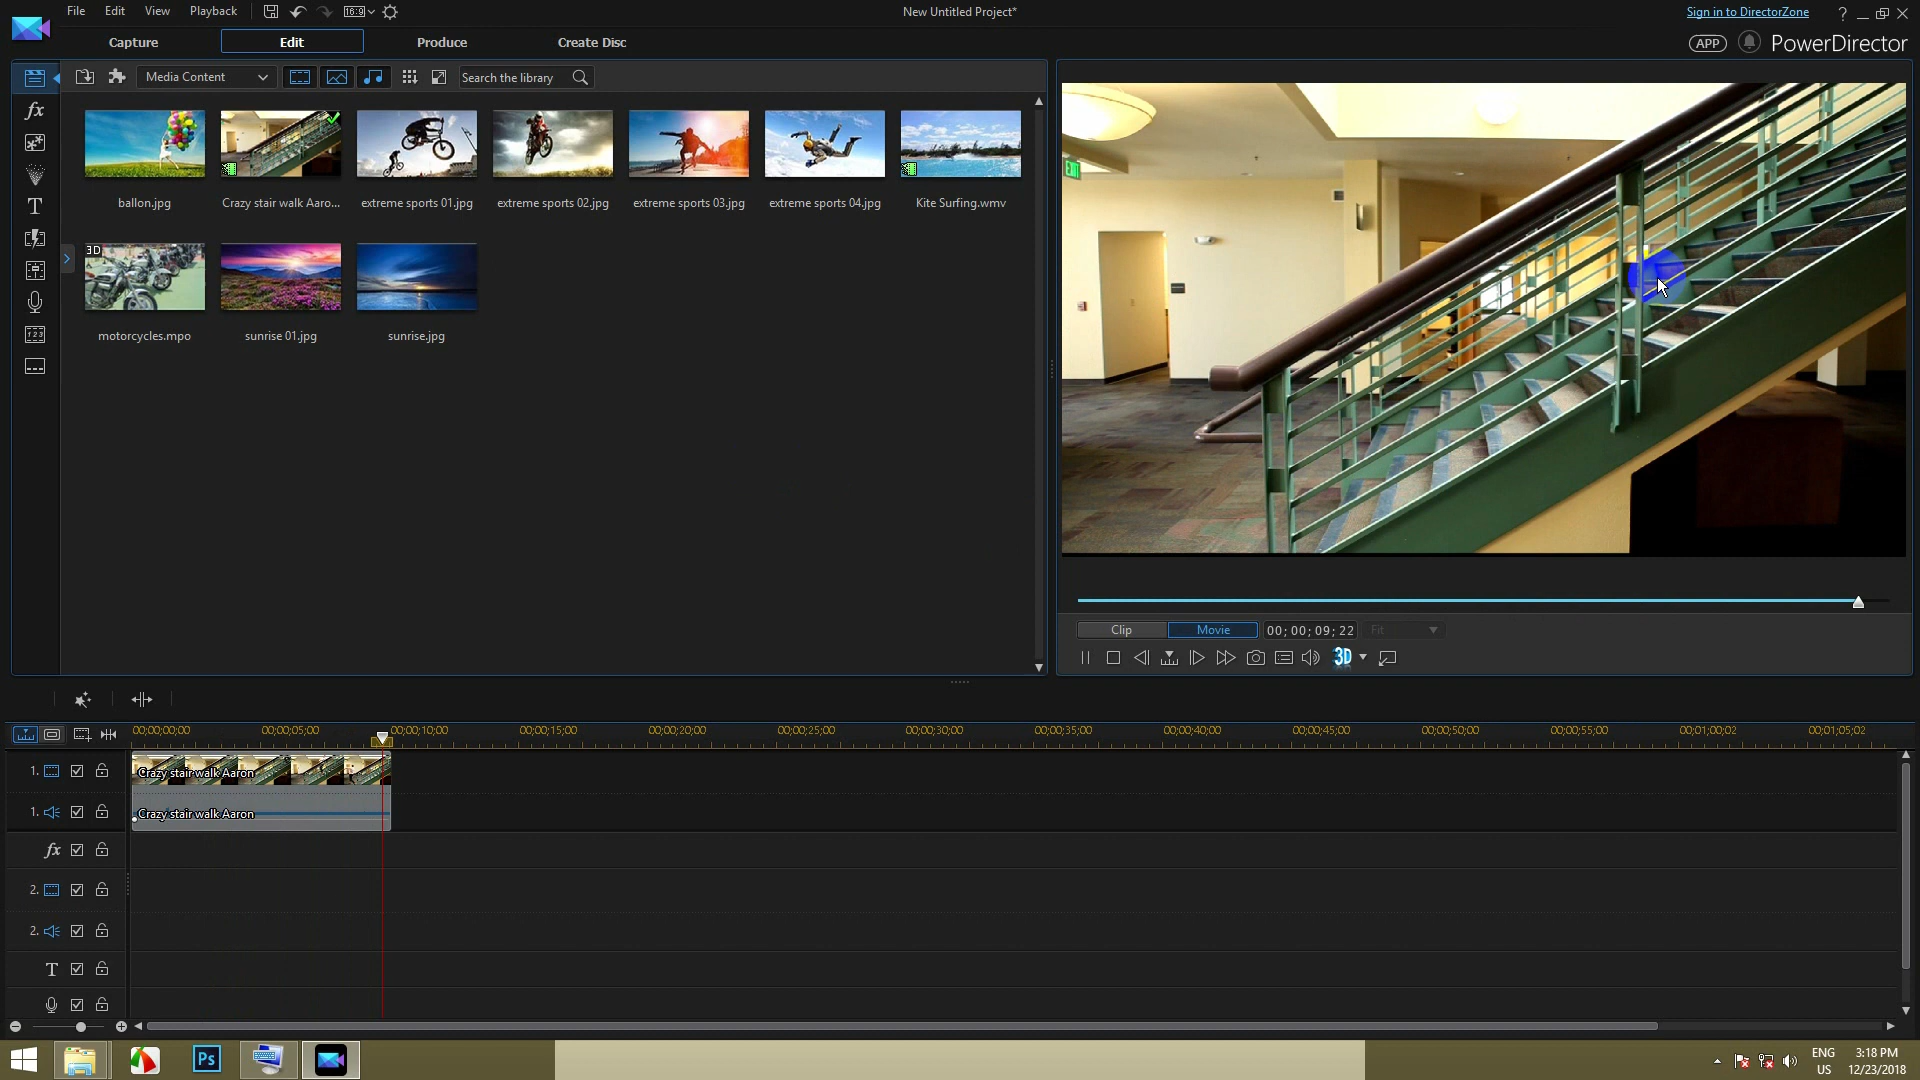 File Edit View Playback 16:9 New Untitled Project* Sign in to DirectorZone ?
Capture Edit Produce Create Disc APP PowerDirector
Media Content Search the library
fx
T
1 2 3
ballon.jpg Crazy stair walk Aaro... extreme sports 01.jpg extreme sports 02.jpg extreme sports 03.jpg extreme sports 04.jpg Kite Surfing.wmv
3D
motorcycles.mpo sunrise 01.jpg sunrise.jpg
EXIT
Clip Movie 00; 00; 09; 22 Fit
3D
00;00;00;00 00;00;05;00 00;00;10;00 00;00;15;00 00;00;20;00 00;00;25;00 00;00;30;00 00;00;35;00 00;00;40;00 00;00;45;00 00;00;50;00 00;00;55;00 00;01;00;02 00;01;05;02
1. Crazy stair walk Aaron
1. Crazy stair walk Aaron
fx
2.
2.
T
Ps ENG 3:18 PM
US 12/23/2018